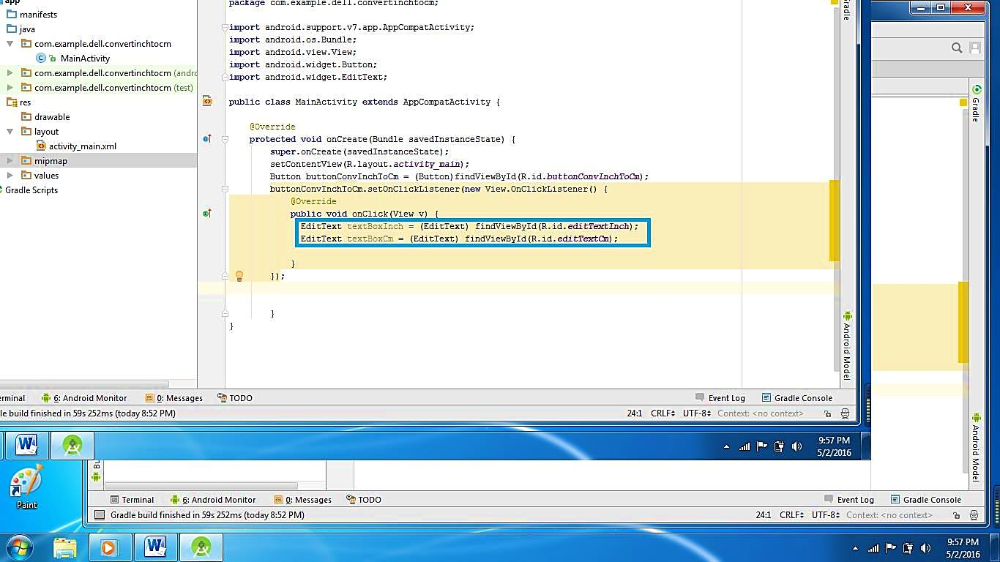 app
package com.example.dell.convertinchtocm;
manifests
java
import android.support.v7.app.AppCompatActivity;
import android.os.Bundle;
import android.view.View;
import android.widget.Button;
import android.widget.EditText;
com.example.dell.convertinchtocm
MainActivity
com.example.dell.convertinchtocm (andro
com.example.dell.convertinchtocm (test)
res
drawable
layout
activity_main.xml
mipmap
values
Gradle Scripts
public class MainActivity extends AppCompatActivity {
@Override
protected void onCreate(Bundle savedInstanceState) {
super.onCreate(savedInstanceState);
setContentView(R.layout.activity_main);
Button buttonConvInchToCm = (Button)findViewById(R.id.buttonConvInchToCm);
buttonConvInchToCm.setOnClickListener(new View.OnClickListener() {
@Override
public void onClick(View v) {
EditText textBoxInch = (EditText) findViewById(R.id.editTextInch);
EditText textBoxCm = (EditText) findViewById(R.id.editTextCm);
}
});
}
}
Gradle
Android Model
Gradle
Android Model
erminal
6: Android Monitor
0: Messages
TODO
Event Log
Gradle Console
le build finished in 59s 252ms (today 8:52 PM)
24:1 CRLF UTF-8 Context: <no context>
9:57 PM
5/2/2016
Paint
Bu
Terminal
6: Android Monitor
0: Messages
TODO
Event Log
Gradle Console
Gradle build finished in 59s 252ms (today 8:52 PM)
24:1 CRLF UTF-8 Context: <no context>
9:57 PM
5/2/2016